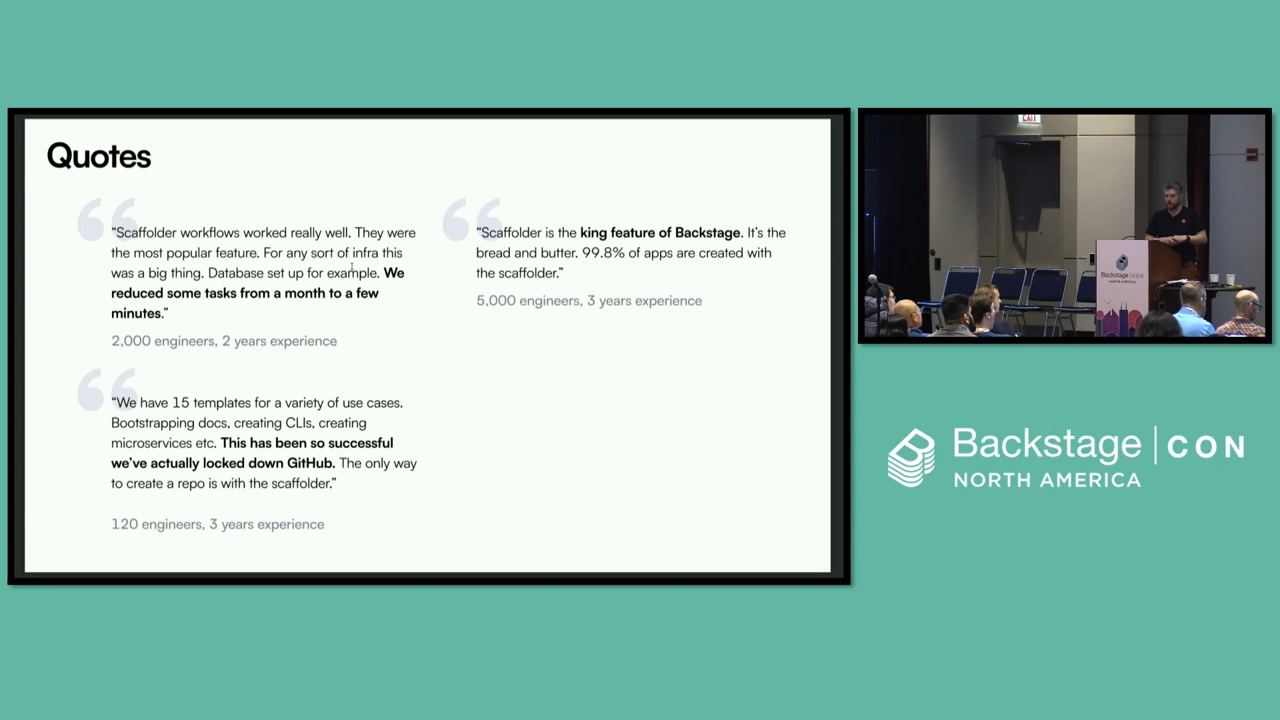 Quotes
“Scaffolder workflows worked really well. They were
the most popular feature. For any sort of infra this
was a big thing. Database set up for example. We
reduced some tasks from a month to a few
minutes.”
2,000 engineers, 2 years experience
“We have 15 templates for a variety of use cases.
Bootstrapping docs, creating CLIs, creating
microservices etc. This has been so successful
we’ve actually locked down GitHub. The only way
to create a repo is with the scaffolder.”
120 engineers, 3 years experience
“Scaffolder is the king feature of Backstage. It’s the
bread and butter. 99.8% of apps are created with
the scaffolder.”
5,000 engineers, 3 years experience
EXIT
Backstage | CON
NORTH AMERICA
Backstage | CON
NORTH AMERICA